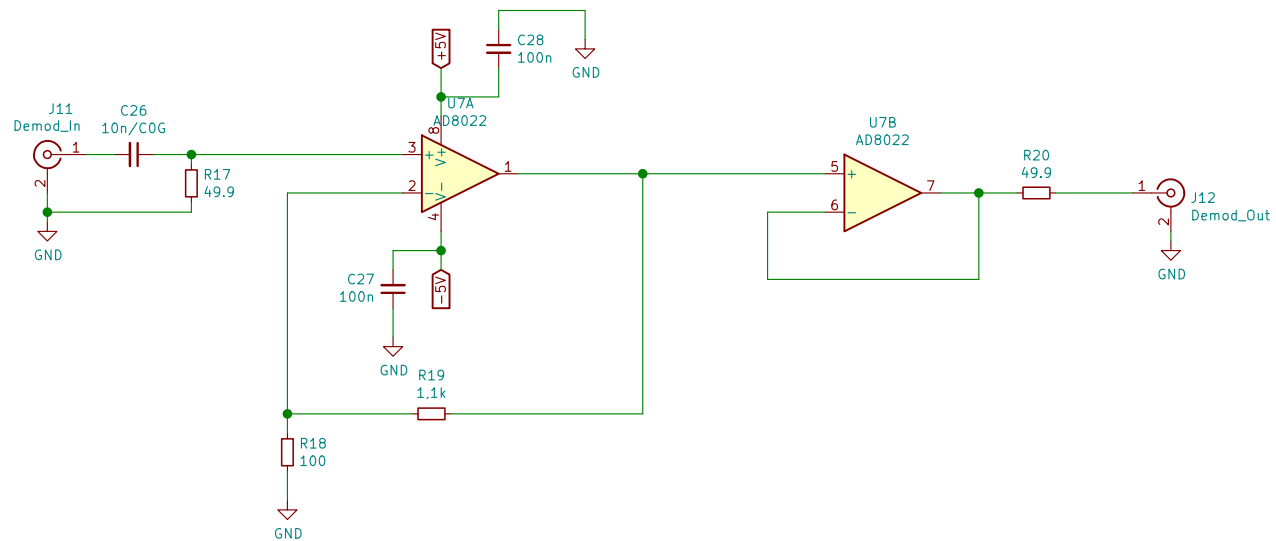 +5V
C28
100n
GND
J11
Demod_In
1
2
GND
C26
10n/C0G
R17
49.9
U7A
AD8022
8
3
+
V+
1
2
−
V−
4
C27
100n
-5V
GND
R19
1,1k
R18
100
GND
U7B
AD8022
5
+
7
6
−
R20
49.9
1
J12
Demod_Out
2
GND